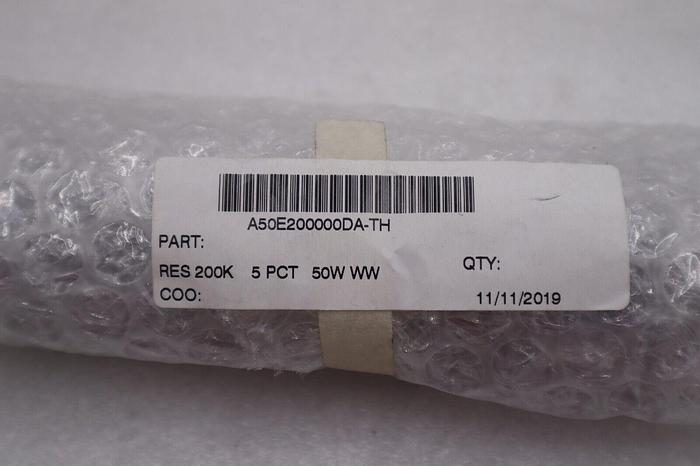 A50E200000DA-TH
PART:
RES 200K 5 PCT 50W WW
QTY:
COO:
11/11/2019